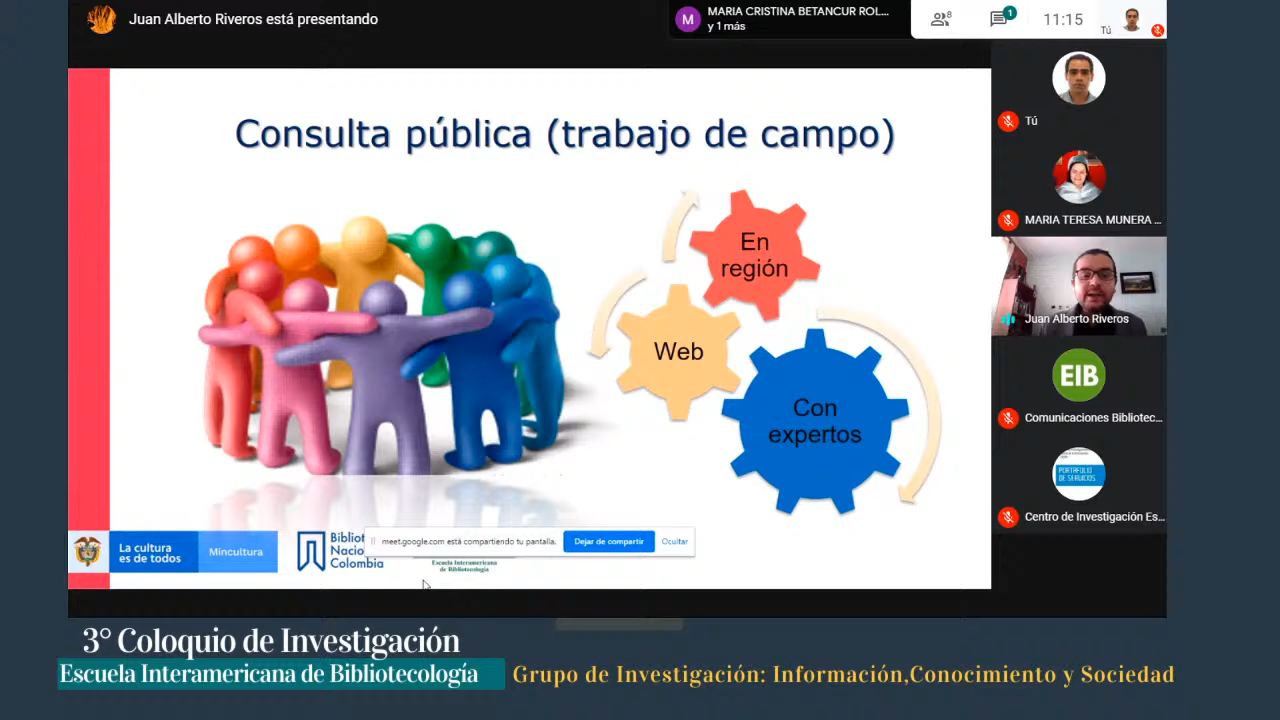 Juan Alberto Riveros está presentando
MARIA CRISTINA BETANCUR ROL...
y 1 más
8
1
11:15
Tú
M
Consulta pública (trabajo de campo)
En
región
Web
Con
expertos
Tú
MARIA TERESA MUNERA ...
Juan Alberto Riveros
EIB
Comunicaciones Bibliotec...
PORTAFOLIO
DE SERVICIOS
Centro de Investigación Es...
La cultura
es de todos
Mincultura
Nacio
Colombia
meet.google.com está compartiendo tu pantalla.
Dejar de compartir
Ocultar
Escuela Interamericana
de Bibliotecología
3° Coloquio de Investigación
Escuela Interamericana de Bibliotecología
Grupo de Investigación: Información,Conocimiento y Sociedad